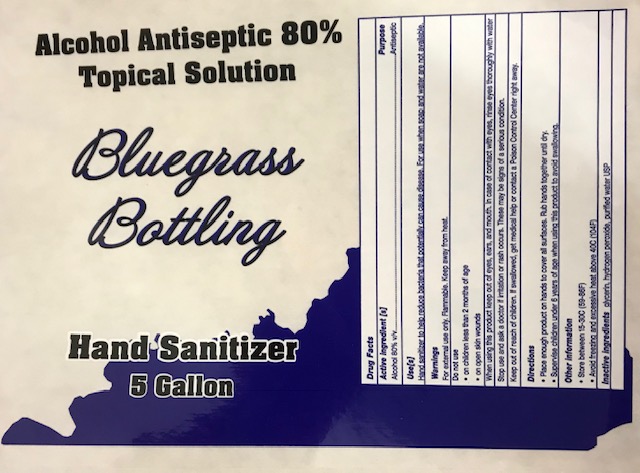 Alcohol Antiseptic 80%
Topical Solution
Bluegrass
Bottling
Hand Sanitizer
5 Gallon
Drug Facts
Active Ingredient [s] Purpose
Alcohol 80% v/v. Antiseptic
Use[s]
Hand sanitizer to help reduce bacteria that potentially can cause disease. For use when soap and water are not available.
Warnings
For external use only. Flammable. Keep away from heat.
Do not use
• on children less than 2 months of age
• on open skin wounds
When using this product keep out of eyes, ears, and mouth. In case of contact with eyes, rinse eyes thoroughly with water
Stop use and ask a doctor if irritation or rash occurs. These may be signs of a serious condition.
Keep out of reach of children. If swallowed, get medical help or contact a Poison Control Center right away.
Directions
• Place enough product on hands to cover all surfaces. Rub hands together until dry.
• Supervise children under 6 years of age when using this product to avoid swallowing.
Other information
• Store between 15-30C (59-86F)
• Avoid freezing and excessive heat above 40C (104F)
Inactive ingredients glycerin, hydrogen peroxide, purified water USP